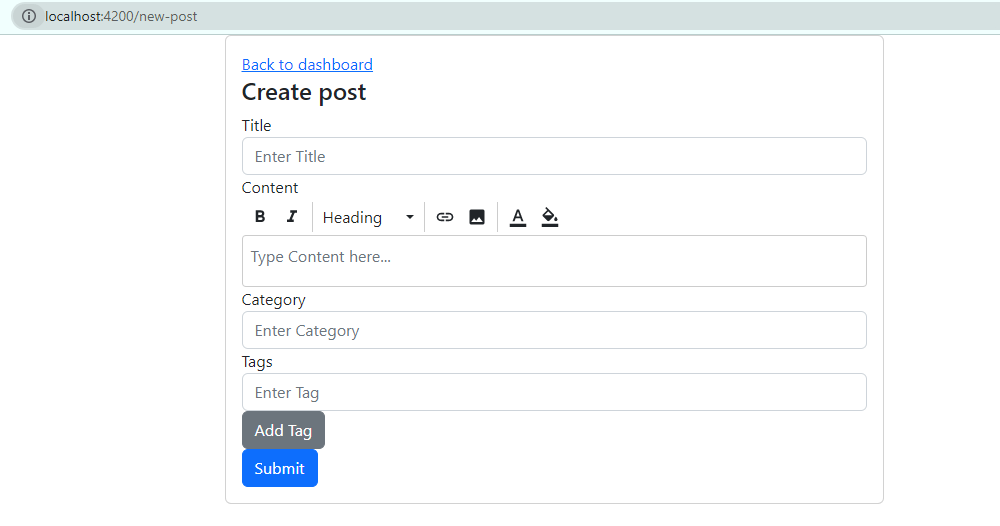 localhost:4200/new-post
Back to dashboard
Create post
Title
Enter Title
Content
B I Heading A
Type Content here...
Category
Enter Category
Tags
Enter Tag
Add Tag
Submit